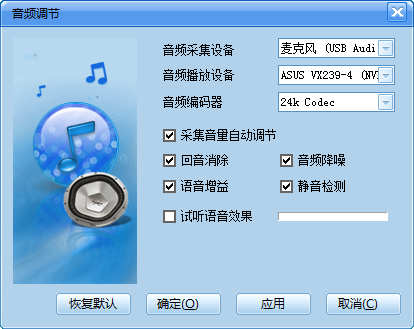 音频调节
音频采集设备 麦克风 (USB Audi
音频播放设备 ASUS VX239-4 (NV
音频编码器 24k Codec
采集音量自动调节
回音消除 音频降噪
语音增益 静音检测
试听语音效果
恢复默认 确定(O) 应用 取消(C)